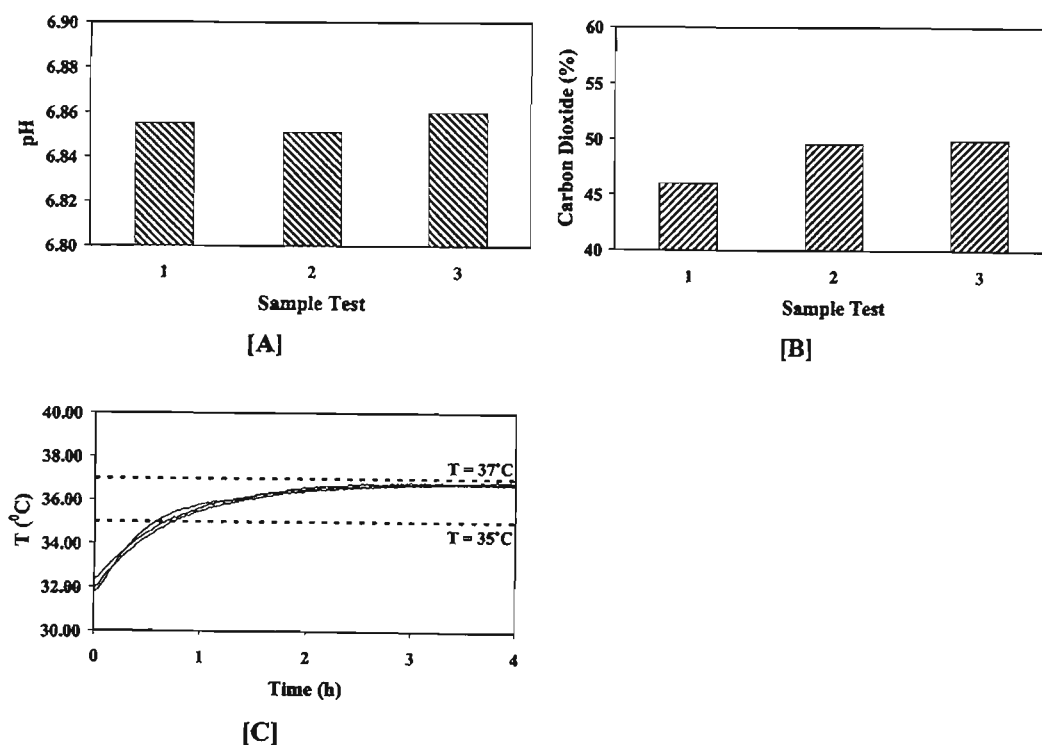 6.90
6.88
6.86
6.84
6.82
6.80
pH
1 2 3
Sample Test
[A]
60
55
50
45
40
Carbon Dioxide (%)
1 2 3
Sample Test
[B]
40.00
38.00
36.00
34.00
32.00
30.00
T (⁰C)
T = 37°C
T = 35°C
0 1 2 3 4
Time (h)
[C]